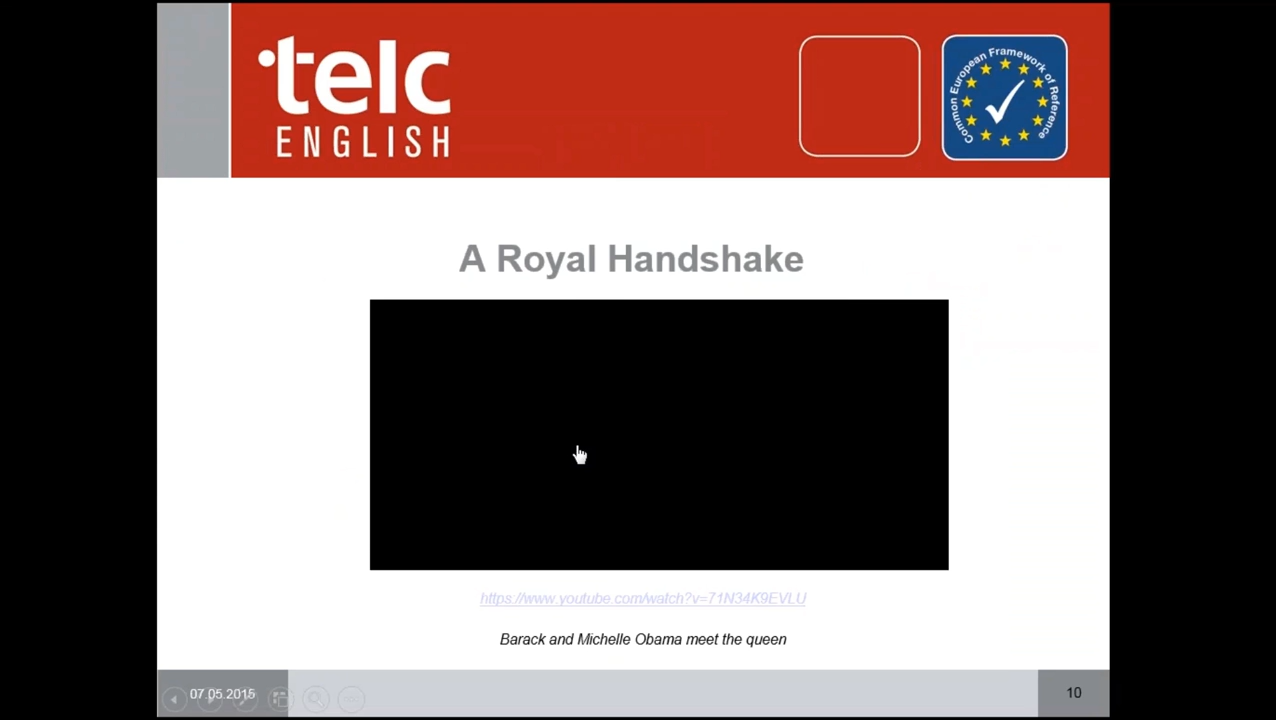 telc
ENGLISH
Common European Framework of Reference
A Royal Handshake
https://www.youtube.com/watch?v=71N34K9EVLU
Barack and Michelle Obama meet the queen
07.05.2015
10